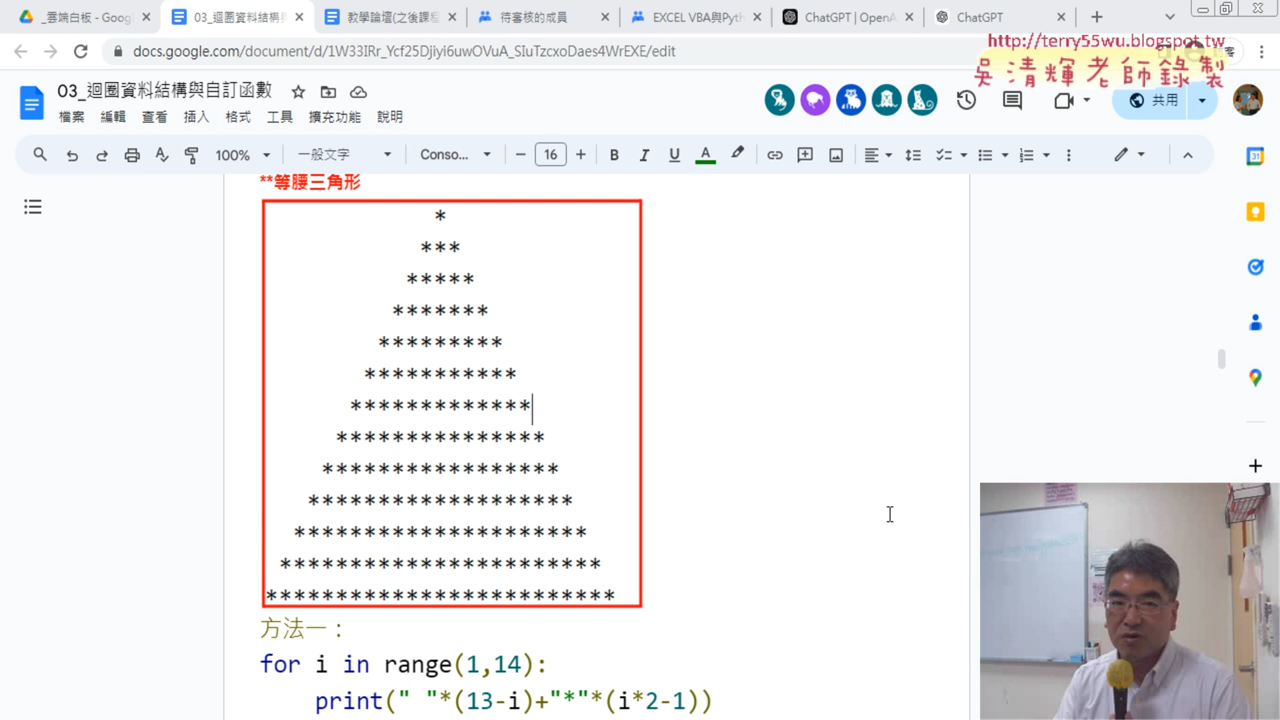 _雲端白板 - Goog
03_迴圈資料結構與
教學論壇(之後課程
待審核的成員
EXCEL VBA與Pyth
ChatGPT | OpenA
ChatGPT
docs.google.com/document/d/1W33IRr_Ycf25Djiyi6uwOVuA_SIuTzcxoDaes4WrEXE/edit
http://terry55wu.blogspot.tw
吳清輝老師錄製
03_迴圈資料結構與自訂函數
檔案 編輯 查看 插入 格式 工具 擴充功能 說明
共用
100% 一般文字 Conso... 16 B I U A
**等腰三角形
*
***
*****
*******
*********
***********
*************
***************
*****************
*******************
*********************
***********************
*************************
方法一：
for i in range(1,14):
print(" "*(13-i)+"*"*(i*2-1))